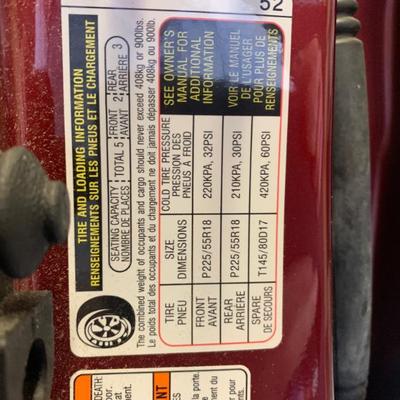 52
TIRE AND LOADING INFORMATION
RENSEIGNEMENTS SUR LES PNEUS ET LE CHARGEMENT
SEATING CAPACITY TOTAL 5 FRONT 2 REAR 3
NOMBRE DE PLACES AVANT ARRIÈRE
The combined weight of occupants and cargo should never exceed 408kg or 900lbs.
Le poids total des occupants et du chargement ne doit jamais dépasser 408kg ou 900lb.
TIRE SIZE COLD TIRE PRESSURE
PNEU DIMENSIONS PRESSION DES PNEUS A FROID
FRONT P225/55R18 220KPA, 32PSI
AVANT
REAR P225/55R18 210KPA, 30PSI
ARRIÈRE
SPARE T145/80D17 420KPA, 60PSI
DE SECOURS
SEE OWNER'S
MANUAL FOR
ADDITIONAL
INFORMATION
VOIR LE MANUEL
DE L'USAGER
POUR PLUS DE
RENSEIGNEMENTS
DEATH:
la porte.